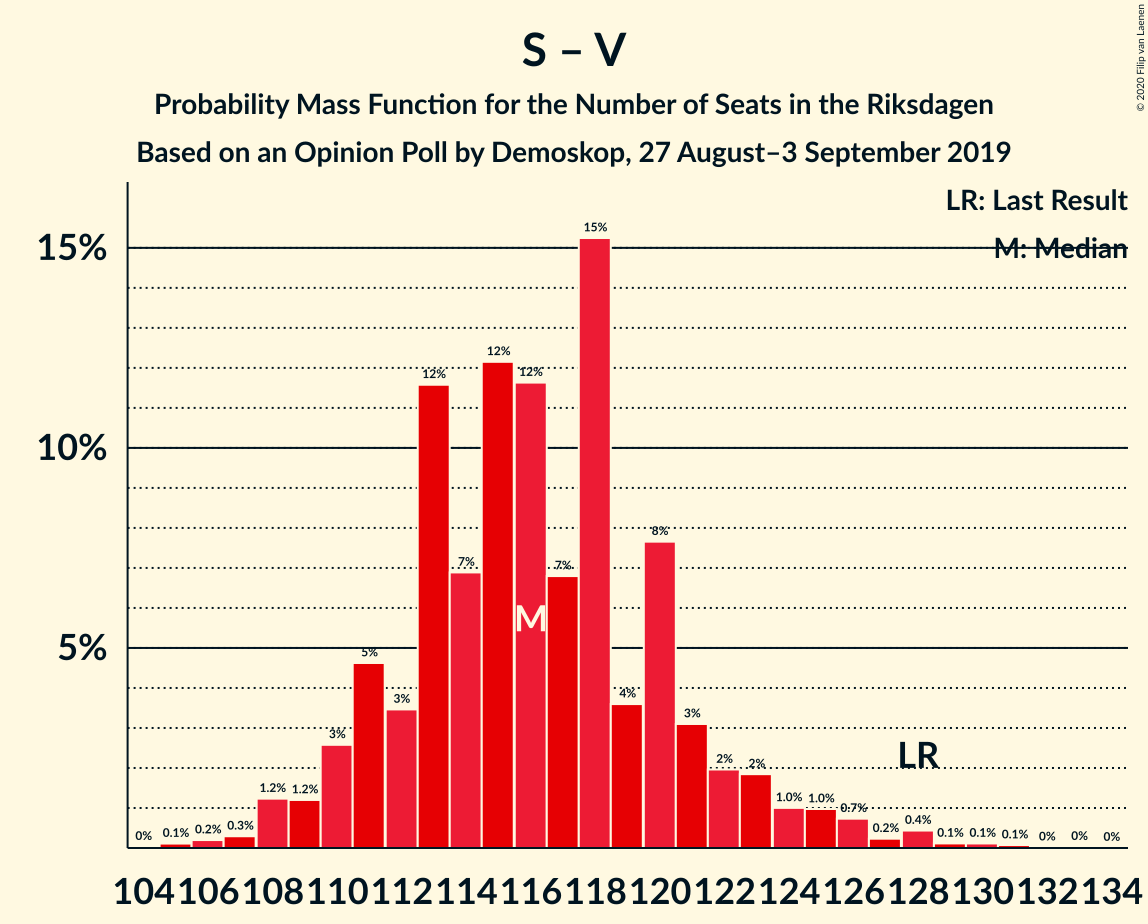 © 2020 Filip van Laenen
S – V
Probability Mass Function for the Number of Seats in the Riksdagen
Based on an Opinion Poll by Demoskop, 27 August–3 September 2019
LR: Last Result
M: Median
15%
10%
5%
0% 0.1% 0.2% 0.3% 1.2% 1.2% 3% 5% 3% 12% 7% 12% 12% 7% 15% 4% 8% 3% 2% 2% 1.0% 1.0% 0.7% 0.2% 0.4% 0.1% 0.1% 0.1% 0% 0% 0%
M
LR
104 106 108 110 112 114 116 118 120 122 124 126 128 130 132 134